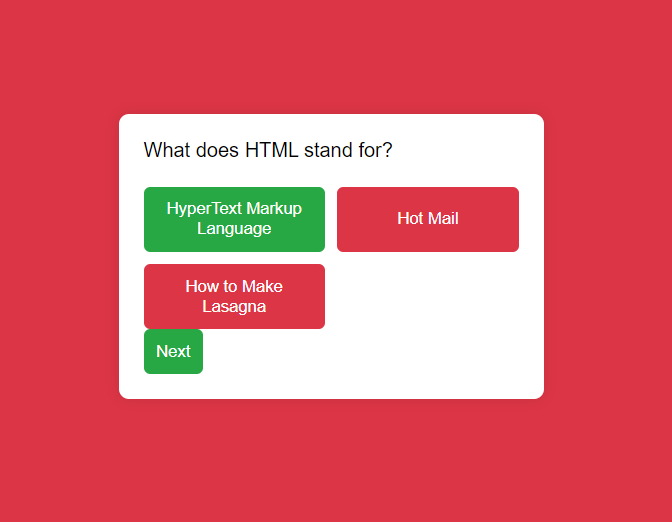 What does HTML stand for?
HyperText Markup
Language
Hot Mail
How to Make
Lasagna
Next